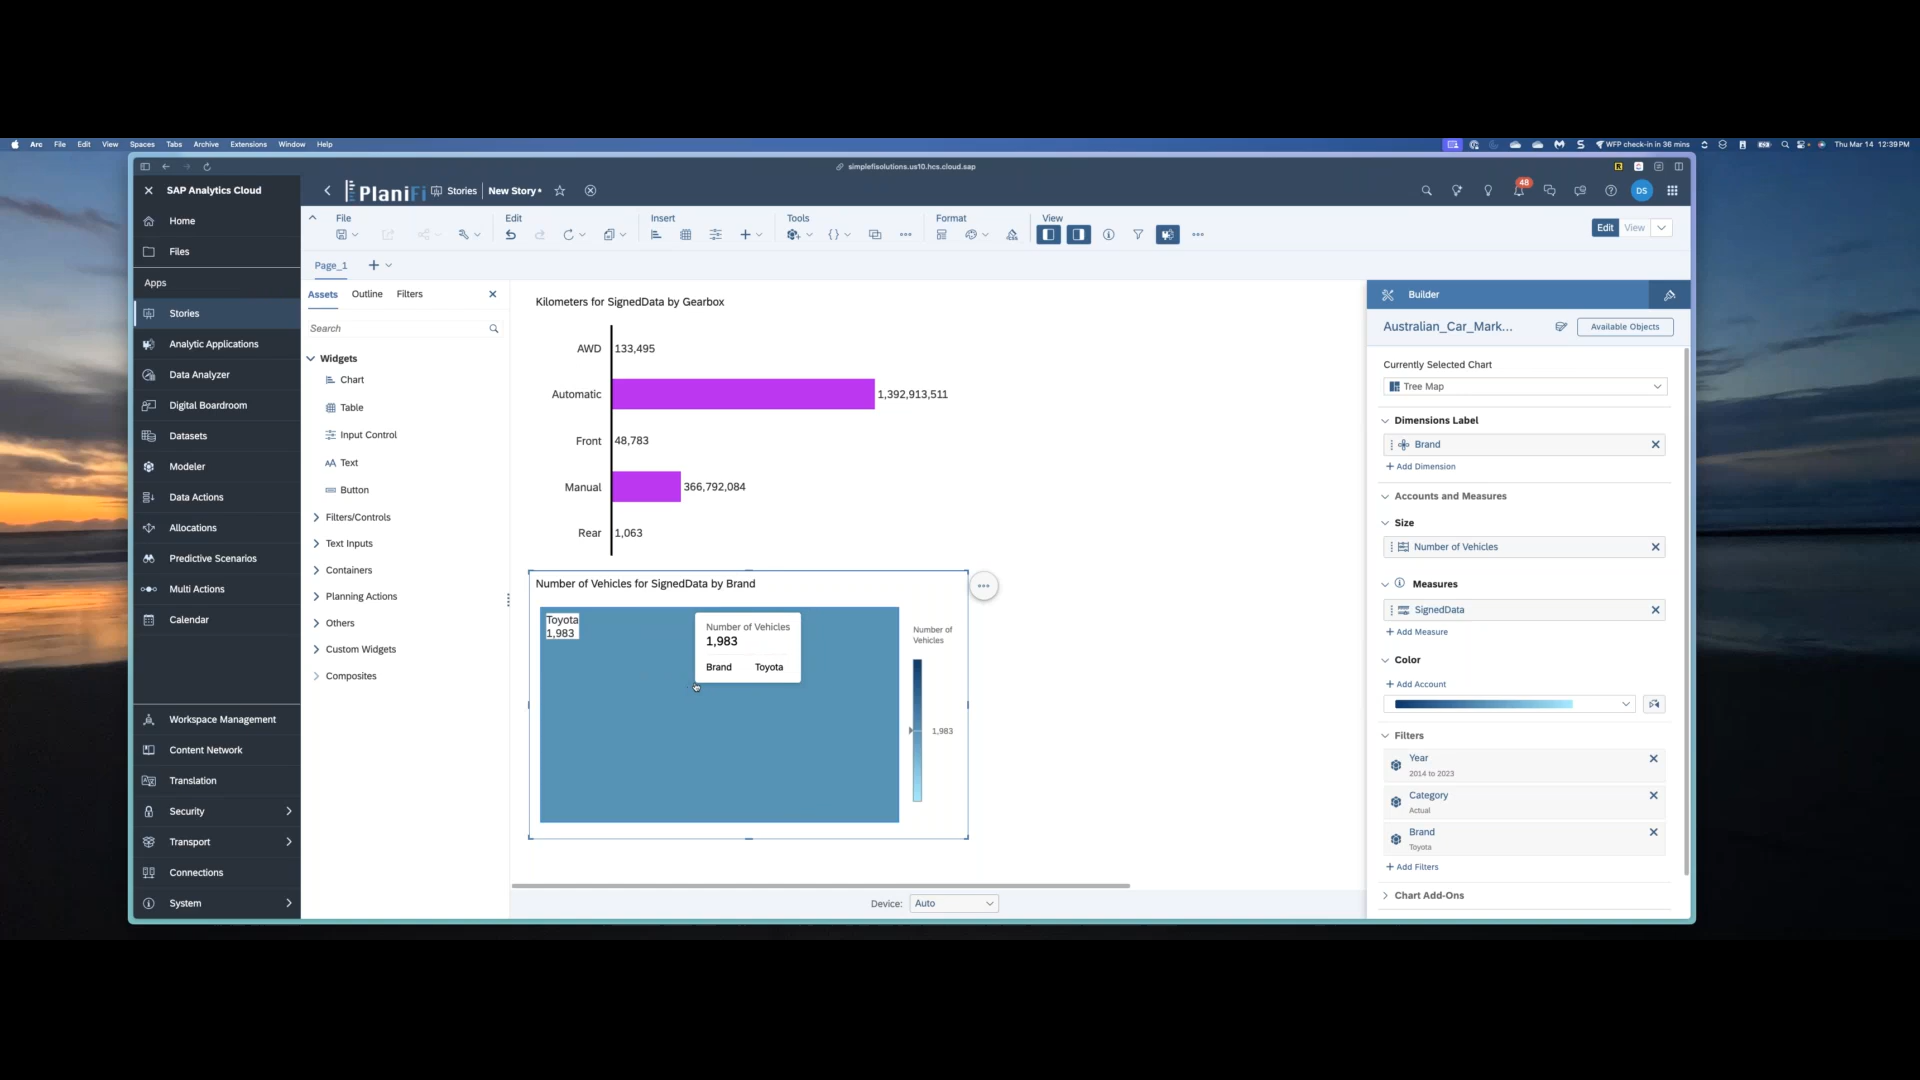 Arc File Edit View Spaces Tabs Archive Extensions Window Help
WFP check-in in 36 mins
Thu Mar 14 12:39 PM
simplefisolutions.us10.hcs.cloud.sap
SAP Analytics Cloud
PlaniFi
Stories
New Story*
48
DS
Home
Files
Apps
Stories
Analytic Applications
Data Analyzer
Digital Boardroom
Datasets
Modeler
Data Actions
Allocations
Predictive Scenarios
Multi Actions
Calendar
Workspace Management
Content Network
Translation
Security
Transport
Connections
System
File
Edit
Insert
Tools
Format
View
Edit
View
Page_1
Assets
Outline
Filters
Search
Widgets
Chart
Table
Input Control
Text
Button
Filters/Controls
Text Inputs
Containers
Planning Actions
Others
Custom Widgets
Composites
Kilometers for SignedData by Gearbox
AWD 133,495
Automatic 1,392,913,511
Front 48,783
Manual 366,792,084
Rear 1,063
Number of Vehicles for SignedData by Brand
Toyota
1,983
Number of Vehicles
1,983
Brand Toyota
Number of
Vehicles
1,983
Device: Auto
Builder
Australian_Car_Mark...
Available Objects
Currently Selected Chart
Tree Map
Dimensions Label
Brand
+ Add Dimension
Accounts and Measures
Size
Number of Vehicles
Measures
SignedData
+ Add Measure
Color
+ Add Account
Filters
Year
2014 to 2023
Category
Actual
Brand
Toyota
+ Add Filters
Chart Add-Ons